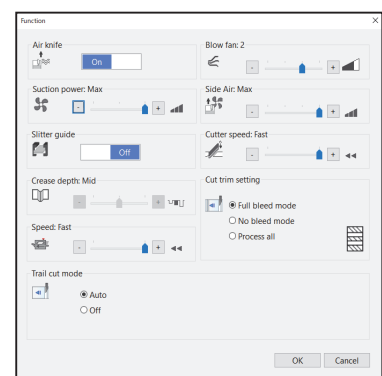 Function
Air knife
On
Suction power: Max
- +
Slitter guide
Off
Crease depth: Mid
- +
Speed: Fast
- +
Blow fan: 2
- +
Side Air: Max
- +
Cutter speed: Fast
- +
Cut trim setting
Full bleed mode
No bleed mode
Process all
Trail cut mode
Auto
Off
OK Cancel